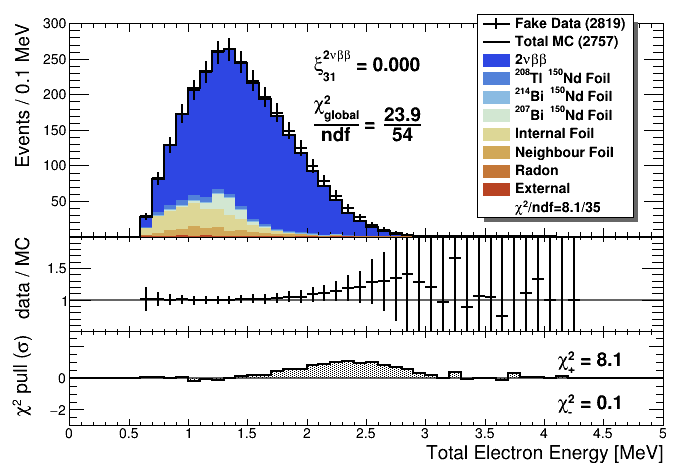 Events / 0.1 MeV
300
250
200
150
100
50
ξ³¹ 2νββ = 0.000
χ² global / ndf = 23.9 / 54
Fake Data (2819)
Total MC (2757)
2νββ
²⁰⁸Tl ¹⁵⁰Nd Foil
²¹⁴Bi ¹⁵⁰Nd Foil
²⁰⁷Bi ¹⁵⁰Nd Foil
Internal Foil
Neighbour Foil
Radon
External
χ²/ndf=8.1/35
data / MC
1.5
1
χ² pull (σ)
0
−2
χ²₊ = 8.1
χ²₋ = 0.1
0 0.5 1 1.5 2 2.5 3 3.5 4 4.5 5
Total Electron Energy [MeV]